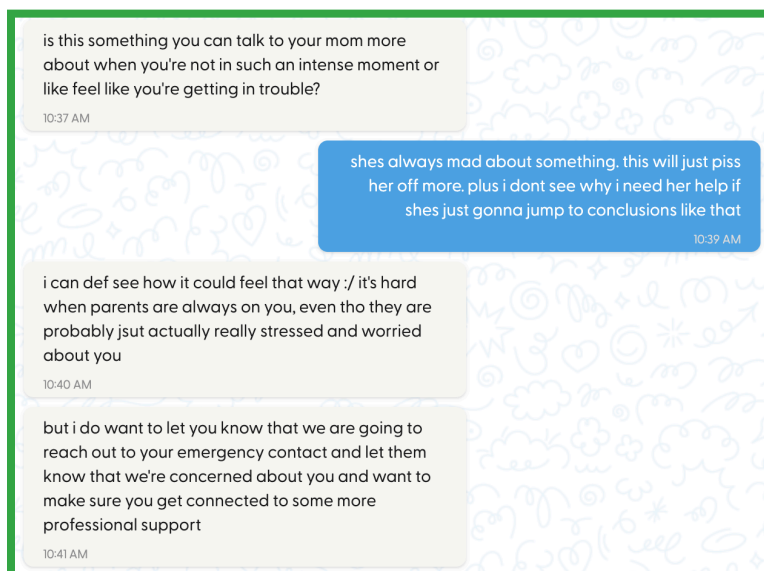 is this something you can talk to your mom more
about when you're not in such an intense moment or
like feel like you're getting in trouble?
10:37 AM
shes always mad about something. this will just piss
her off more. plus i dont see why i need her help if
shes just gonna jump to conclusions like that
10:39 AM
i can def see how it could feel that way :/ it's hard
when parents are always on you, even tho they are
probably jsut actually really stressed and worried
about you
10:40 AM
but i do want to let you know that we are going to
reach out to your emergency contact and let them
know that we're concerned about you and want to
make sure you get connected to some more
professional support
10:41 AM